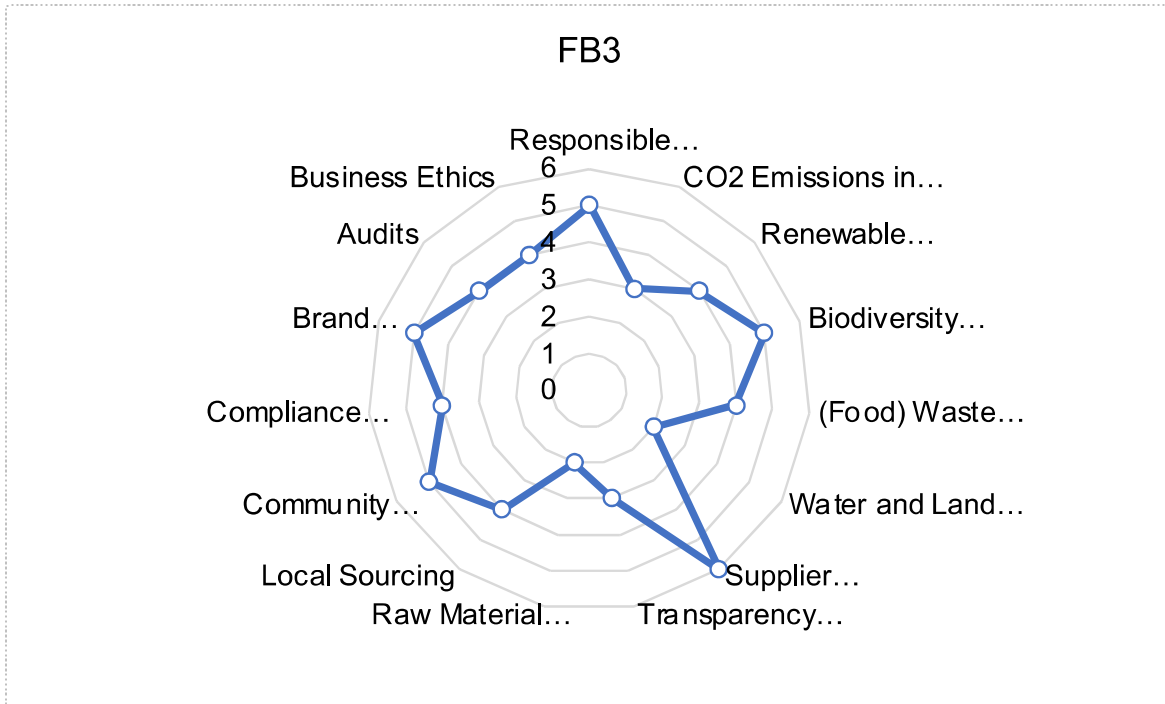 FB3
Responsible…
CO2 Emissions in…
Renewable…
Biodiversity…
(Food) Waste…
Water and Land…
Supplier…
Transparency…
Raw Material…
Local Sourcing
Community…
Compliance…
Brand…
Audits
Business Ethics
6
5
4
3
2
1
0